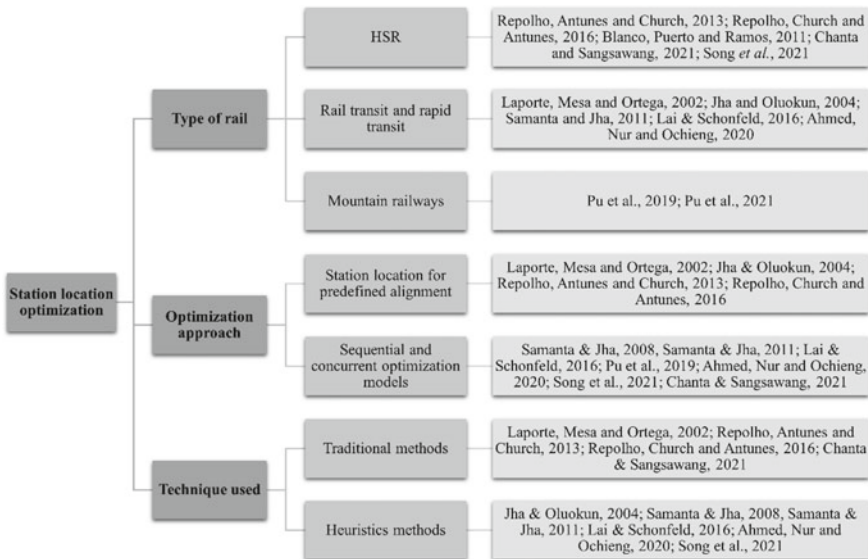 HSR
Repolho, Antunes and Church, 2013; Repolho, Church and
Antunes, 2016; Blanco, Puerto and Ramos, 2011; Chanta
and Sangsawang, 2021; Song et al., 2021
Type of rail
Rail transit and rapid
transit
Laporte, Mesa and Ortega, 2002; Jha and Oluokun, 2004;
Samanta and Jha, 2011; Lai & Schonfeld, 2016; Ahmed,
Nur and Ochieng, 2020
Mountain railways
Pu et al., 2019; Pu et al., 2021
Station location
optimization
Optimization
approach
Station location for
predefined alignment
Laporte, Mesa and Ortega, 2002; Jha & Oluokun, 2004;
Repolho, Antunes and Church, 2013; Repolho, Church and
Antunes, 2016
Sequential and
concurrent optimization
models
Samanta & Jha, 2008, Samanta & Jha, 2011; Lai &
Schonfeld, 2016; Pu et al., 2019; Ahmed, Nur and Ochieng,
2020; Song et al., 2021; Chanta & Sangsawang, 2021
Technique used
Traditional methods
Laporte, Mesa and Ortega, 2002; Repolho, Antunes and
Church, 2013; Repolho, Church and Antunes, 2016; Chanta
& Sangsawang, 2021
Heuristics methods
Jha & Oluokun, 2004; Samanta & Jha, 2008, Samanta &
Jha, 2011; Lai & Schonfeld, 2016; Ahmed, Nur and
Ochieng, 2020; Song et al., 2021